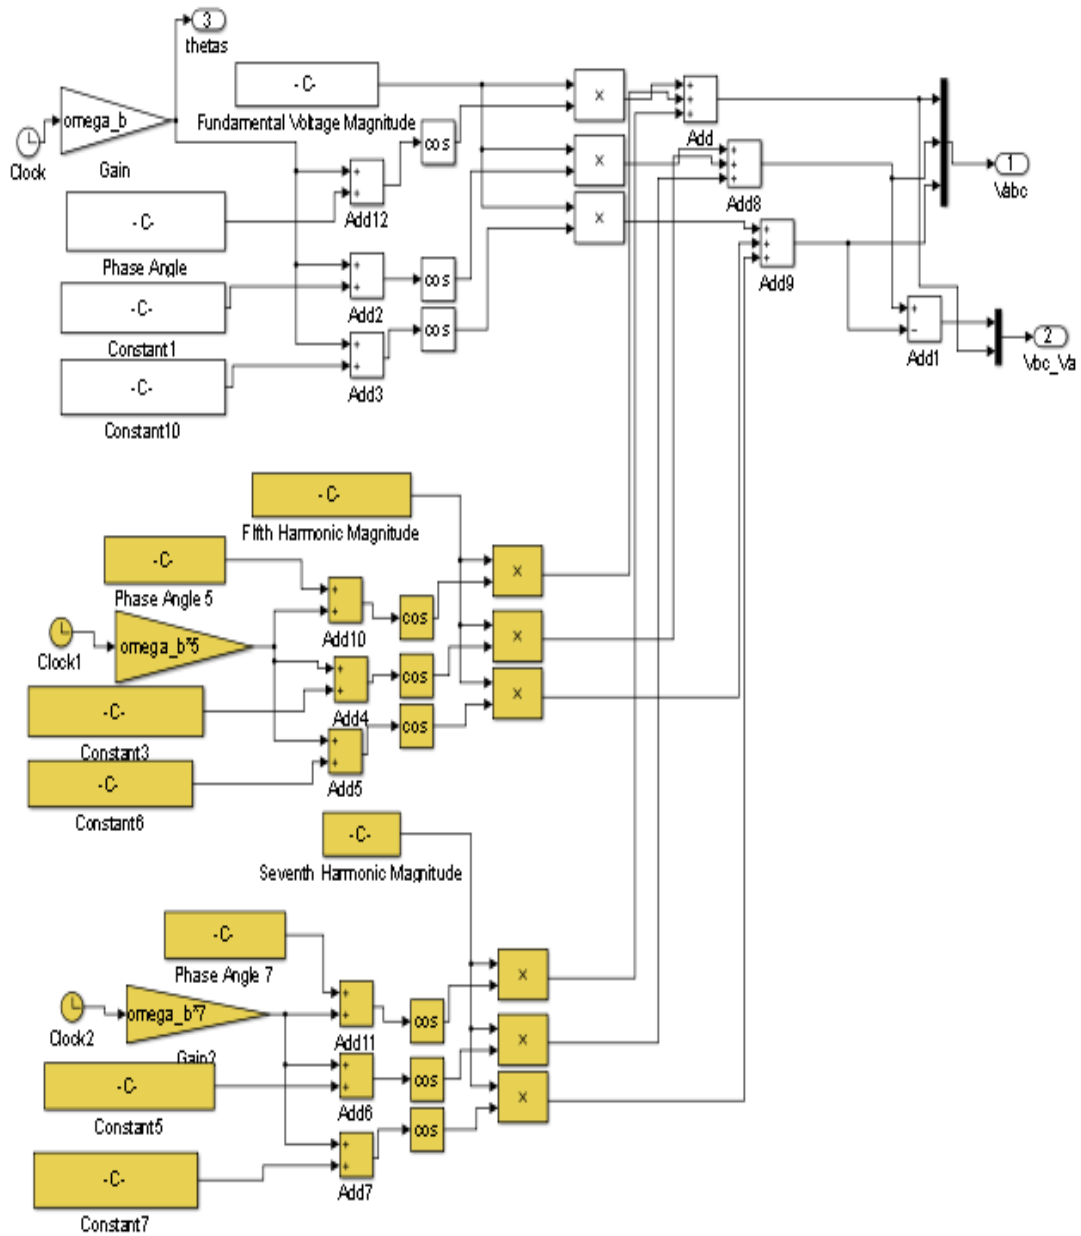 3
thetas
- C-
Fundamental Voltage Magnitude
omega_b
Clock
Gain
cos
×
×
×
+
+
+
Add
+
+
+
Add8
+
+
+
Add9
1
Vabc
+
+
Add12
- C-
Phase Angle
+
+
Add2
cos
-C-
Constant1
+
+
Add3
cos
-C-
Constant10
+
−
Add1
2
Vbc_Va
- C-
FIfth Harmonic Magnitude
-C-
Phase Angle 5
+
+
Add10
cos
×
Clock1
omega_b*5
+
+
Add4
cos
×
-C-
Constant3
+
+
Add5
cos
×
-C-
Constant6
-C-
Seventh Harmonic Magnitude
-C-
Phase Angle 7
+
+
Add11
cos
×
Clock2
omega_b*7
Gain2
+
+
Add6
cos
×
-C-
Constant5
+
+
Add7
cos
×
-C-
Constant7